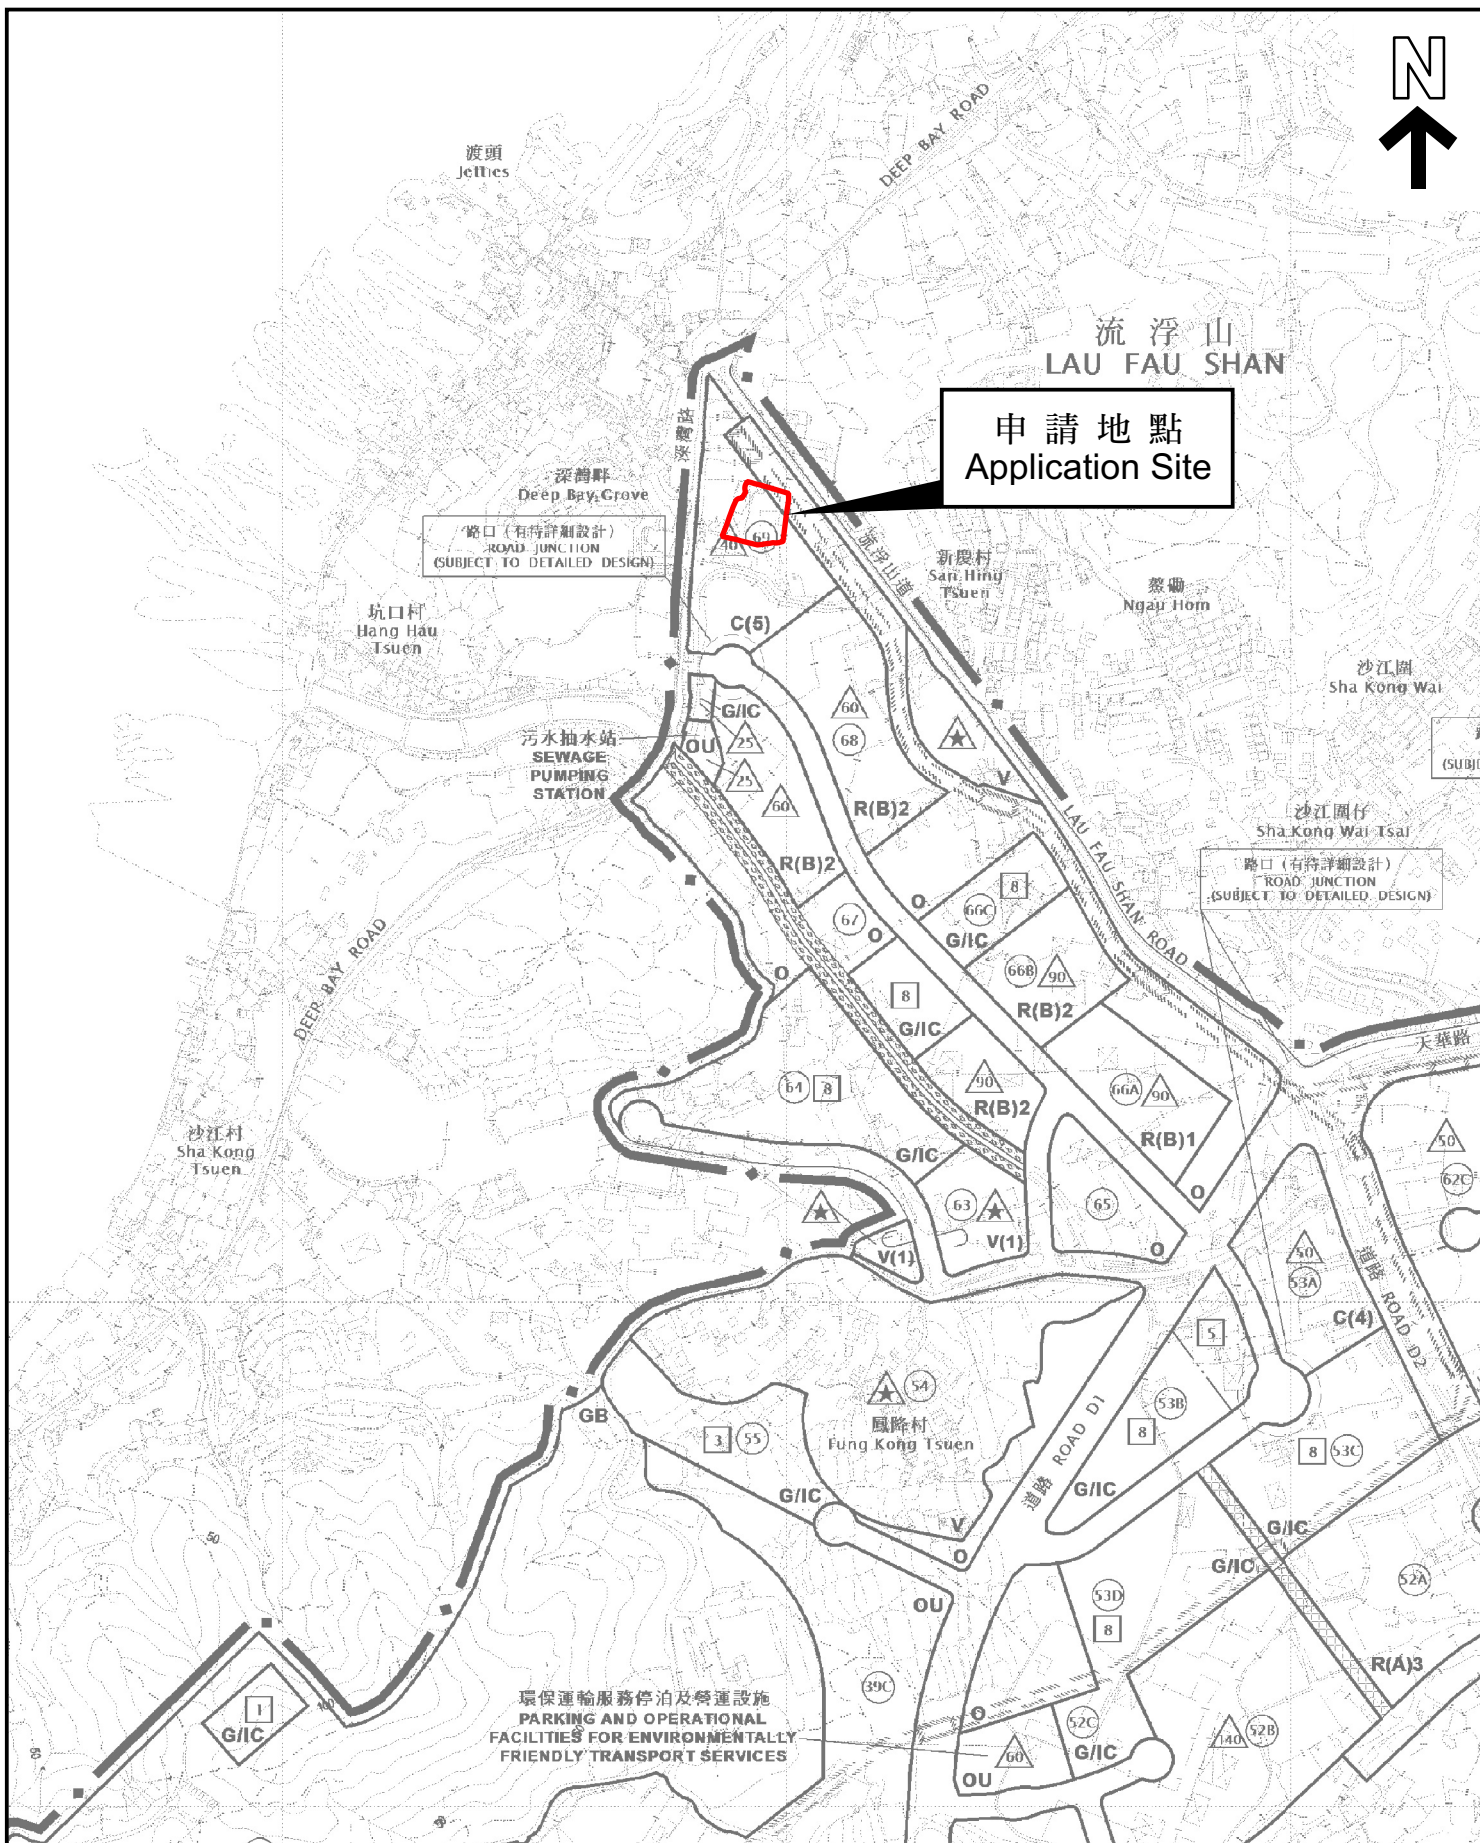 N
渡頭
Jetties
DEEP BAY ROAD
流浮山
LAU FAU SHAN
申請地點
Application Site
深灣路
深灣畔
Deep Bay Grove
路口 (有待詳細設計)
ROAD JUNCTION
(SUBJECT TO DETAILED DESIGN)
40
69
流浮山道
新慶村
San Hing
Tsuen
Ngau Hom
坑口村
Hang Hau
Tsuen
C(5)
沙江圍
Sha Kong Wai
G/IC
60
68
污水抽水站
SEWAGE
PUMPING
STATION
OU
25
25
60
V
(SUBJE
R(B)2
R(B)2
沙江圍仔
Sha Kong Wai Tsai
路口 (有待詳細設計)
ROAD JUNCTION
(SUBJECT TO DETAILED DESIGN)
LAU FAU SHAN ROAD
O
8
66C
G/IC
67
O
66B
90
R(B)2
DEEP BAY ROAD
O
8
G/IC
天華路
61
8
90
R(B)2
66A
90
R(B)1
沙江村
Sha Kong
Tsuen
50
62C
G/IC
63
V(1)
V(1)
65
O
O
50
53A
C(4)
道路 ROAD D2
5
54
鳳降村
Fung Kong Tsuen
GB
3
55
53B
8
8
53C
道路 ROAD D1
G/IC
G/IC
V
O
G/IC
G/IC
50
52A
OU
53D
8
R(A)3
39C
1
G/IC
100
環保運輸服務停泊及營運設施
PARKING AND OPERATIONAL
FACILITIES FOR ENVIRONMENTALLY
FRIENDLY TRANSPORT SERVICES
O
52C
G/IC
60
OU
140
52B
50